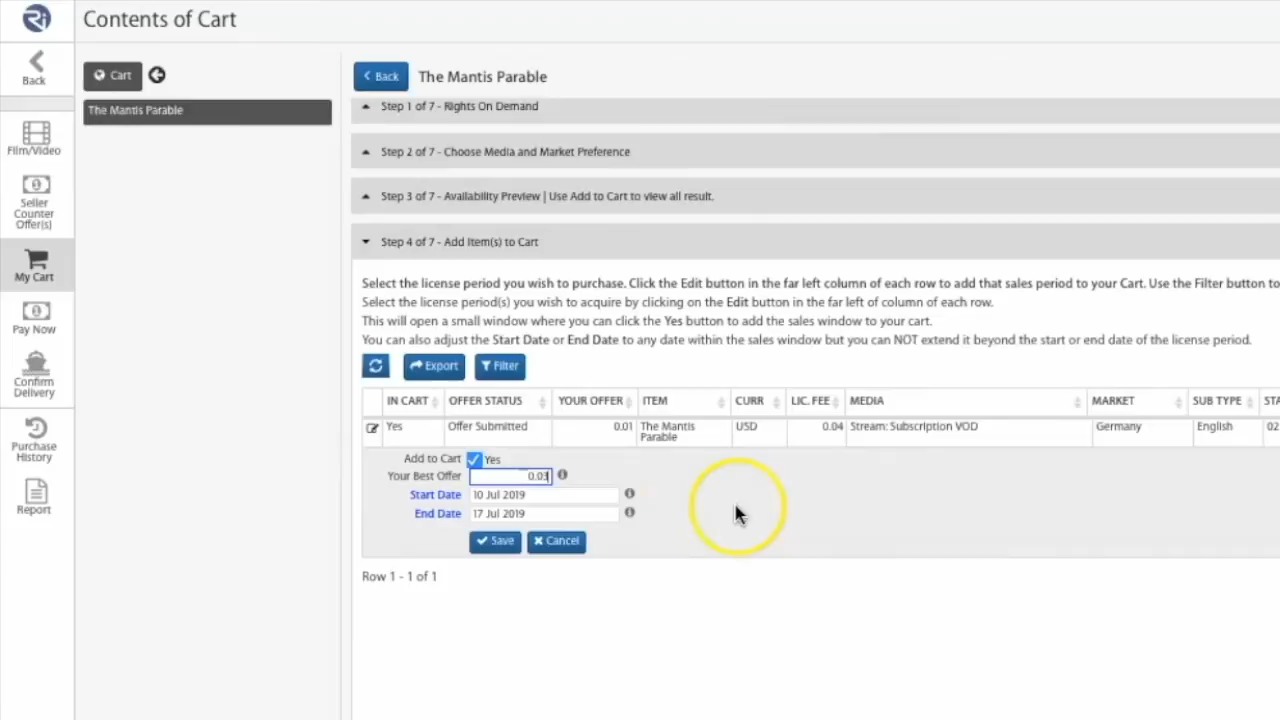 Ri
Contents of Cart
Back
Cart
Back
The Mantis Parable
The Mantis Parable
Step 1 of 7 - Rights On Demand
Film/Video
Step 2 of 7 - Choose Media and Market Preference
Seller
Counter
Offer(s)
Step 3 of 7 - Availability Preview | Use Add to Cart to view all result.
My Cart
Step 4 of 7 - Add Item(s) to Cart
Pay Now
Confirm
Delivery
Purchase
History
Report
Select the license period you wish to purchase. Click the Edit button in the far left column of each row to add that sales period to your Cart. Use the Filter button to
Select the license period(s) you wish to acquire by clicking on the Edit button in the far left of column of each row.
This will open a small window where you can click the Yes button to add the sales window to your cart.
You can also adjust the Start Date or End Date to any date within the sales window but you can NOT extend it beyond the start or end date of the license period.
Export Filter
IN CART OFFER STATUS YOUR OFFER ITEM CURR LIC. FEE MEDIA MARKET SUB TYPE STA
Yes Offer Submitted 0.01 The Mantis Parable USD 0.04 Stream: Subscription VOD Germany English 02
Add to Cart Yes
Your Best Offer 0.03
Start Date 10 Jul 2019
End Date 17 Jul 2019
Save Cancel
Row 1 - 1 of 1